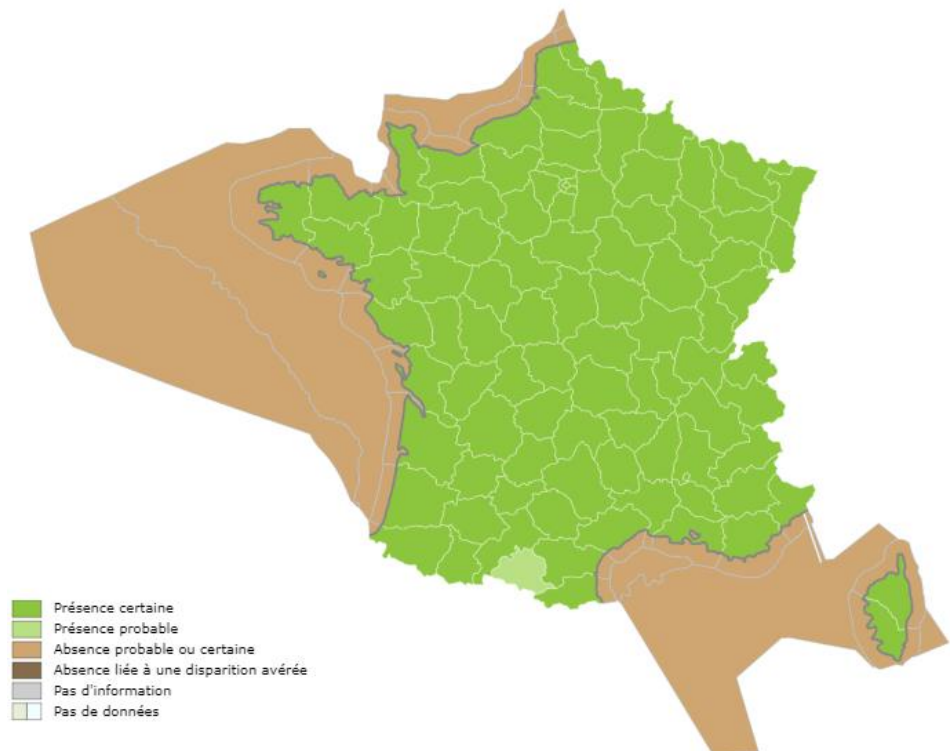 Présence certaine
Présence probable
Absence probable ou certaine
Absence liée à une disparition avérée
Pas d'information
Pas de données